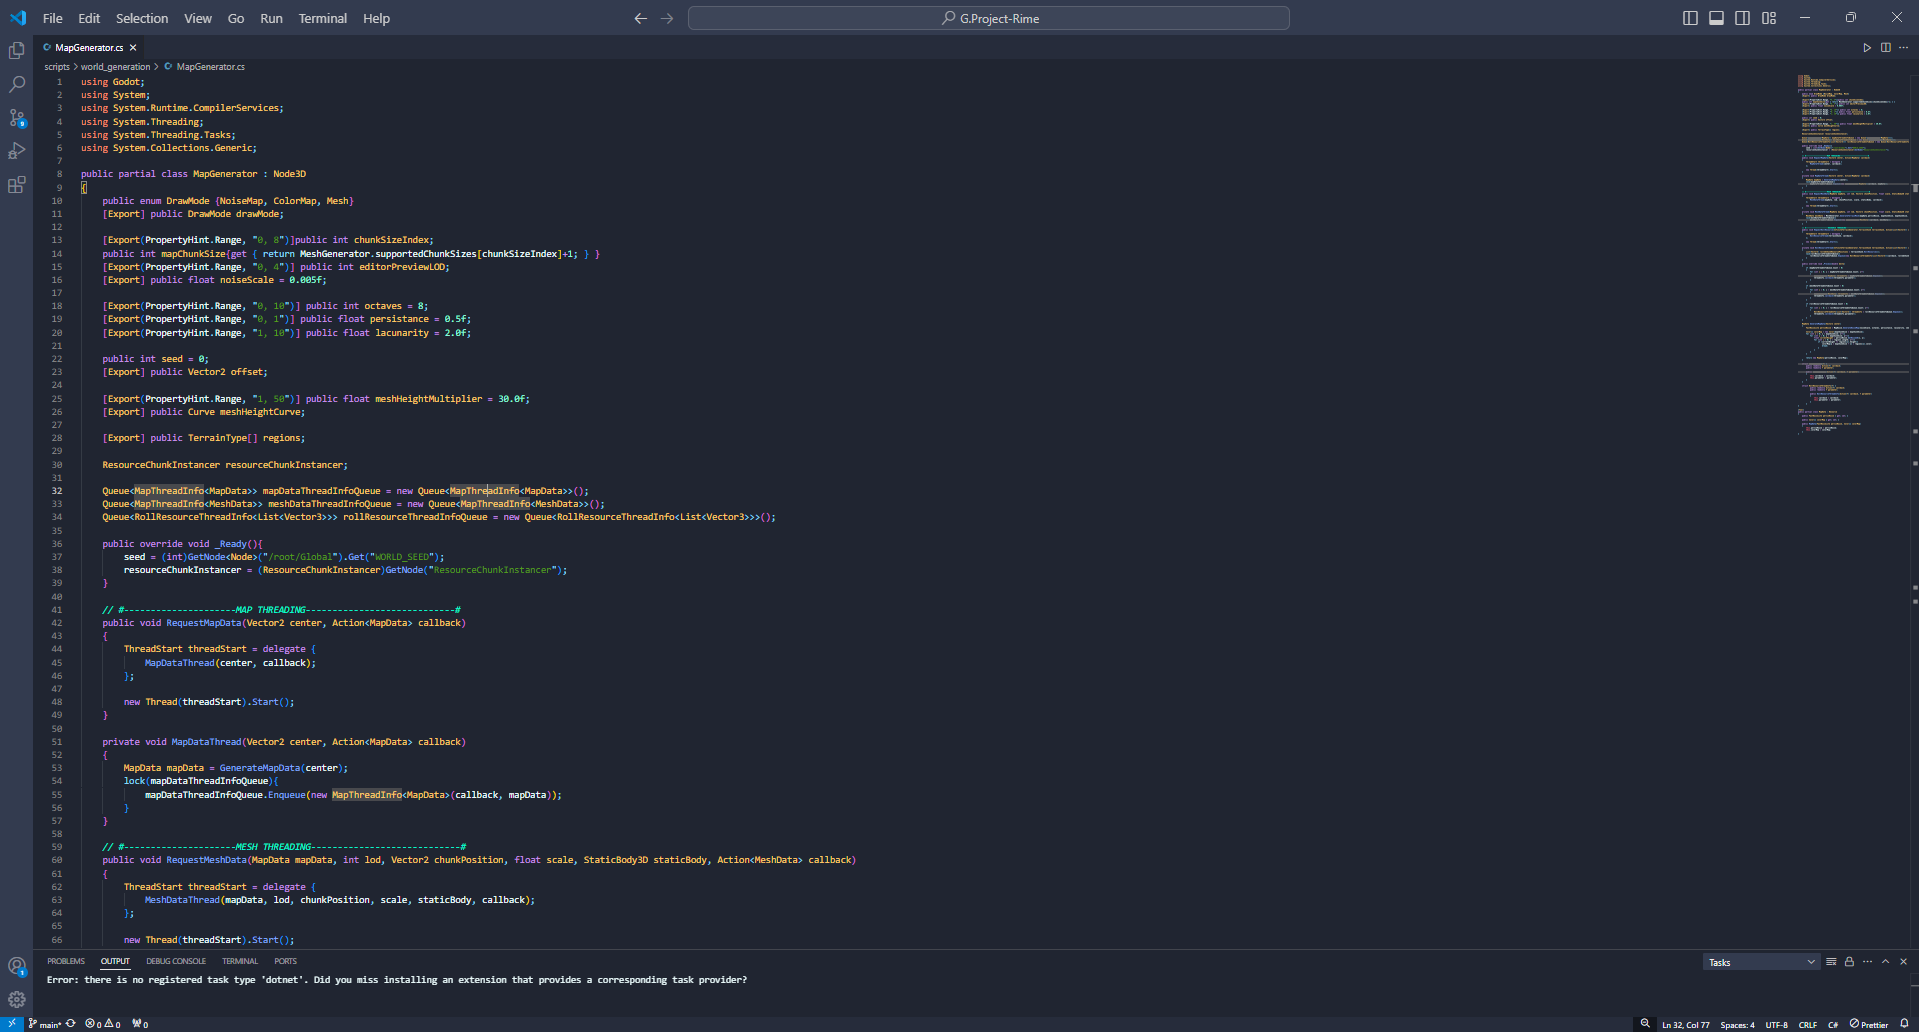 File Edit Selection View Go Run Terminal Help
G.Project-Rime
MapGenerator.cs
scripts > world_generation > MapGenerator.cs
1 using Godot;
2 using System;
3 using System.Runtime.CompilerServices;
4 using System.Threading;
5 using System.Threading.Tasks;
6 using System.Collections.Generic;
7
8 public partial class MapGenerator : Node3D
9 {
10 public enum DrawMode {NoiseMap, ColorMap, Mesh}
11 [Export] public DrawMode drawMode;
12
13 [Export(PropertyHint.Range, "0, 8")]public int chunkSizeIndex;
14 public int mapChunkSize{get { return MeshGenerator.supportedChunkSizes[chunkSizeIndex]+1; } }
15 [Export(PropertyHint.Range, "0, 4")] public int editorPreviewLOD;
16 [Export] public float noiseScale = 0.005f;
17
18 [Export(PropertyHint.Range, "0, 10")] public int octaves = 8;
19 [Export(PropertyHint.Range, "0, 1")] public float persistance = 0.5f;
20 [Export(PropertyHint.Range, "1, 10")] public float lacunarity = 2.0f;
21
22 public int seed = 0;
23 [Export] public Vector2 offset;
24
25 [Export(PropertyHint.Range, "1, 50")] public float meshHeightMultiplier = 30.0f;
26 [Export] public Curve meshHeightCurve;
27
28 [Export] public TerrainType[] regions;
29
30 ResourceChunkInstancer resourceChunkInstancer;
31
32 Queue<MapThreadInfo<MapData>> mapDataThreadInfoQueue = new Queue<MapThreadInfo<MapData>>();
33 Queue<MapThreadInfo<MeshData>> meshDataThreadInfoQueue = new Queue<MapThreadInfo<MeshData>>();
34 Queue<RollResourceThreadInfo<List<Vector3>>> rollResourceThreadInfoQueue = new Queue<RollResourceThreadInfo<List<Vector3>>>();
35
36 public override void _Ready(){
37 seed = (int)GetNode<Node>("/root/Global").Get("WORLD_SEED");
38 resourceChunkInstancer = (ResourceChunkInstancer)GetNode("ResourceChunkInstancer");
39 }
40
41 // #---------------------MAP THREADING----------------------------#
42 public void RequestMapData(Vector2 center, Action<MapData> callback)
43 {
44 ThreadStart threadStart = delegate {
45 MapDataThread(center, callback);
46 };
47
48 new Thread(threadStart).Start();
49 }
50
51 private void MapDataThread(Vector2 center, Action<MapData> callback)
52 {
53 MapData mapData = GenerateMapData(center);
54 lock(mapDataThreadInfoQueue){
55 mapDataThreadInfoQueue.Enqueue(new MapThreadInfo<MapData>(callback, mapData));
56 }
57 }
58
59 // #---------------------MESH THREADING----------------------------#
60 public void RequestMeshData(MapData mapData, int lod, Vector2 chunkPosition, float scale, StaticBody3D staticBody, Action<MeshData> callback)
61 {
62 ThreadStart threadStart = delegate {
63 MeshDataThread(mapData, lod, chunkPosition, scale, staticBody, callback);
64 };
65
66 new Thread(threadStart).Start();
PROBLEMS OUTPUT DEBUG CONSOLE TERMINAL PORTS Tasks
Error: there is no registered task type 'dotnet'. Did you miss installing an extension that provides a corresponding task provider?
main* 0 0 0 Ln 32, Col 77 Spaces: 4 UTF-8 CRLF C# Prettier